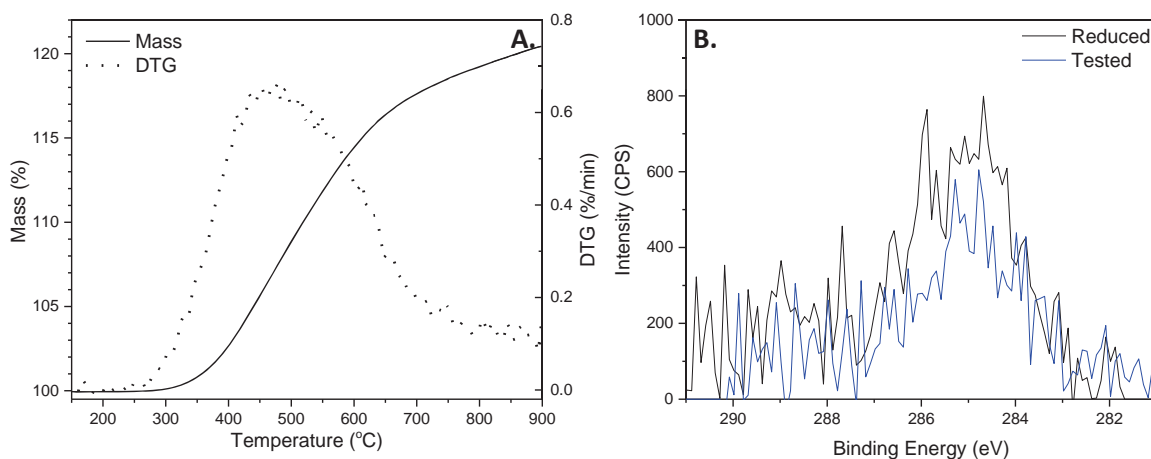 A.
Mass
DTG
Mass (%)
120
115
110
105
100
200
300
400
500
600
700
800
900
Temperature (°C)
0.8
0.6
0.4
0.2
0.0
DTG (%/min)
B.
Reduced
Tested
Intensity (CPS)
1000
800
600
400
200
0
290
288
286
284
282
Binding Energy (eV)